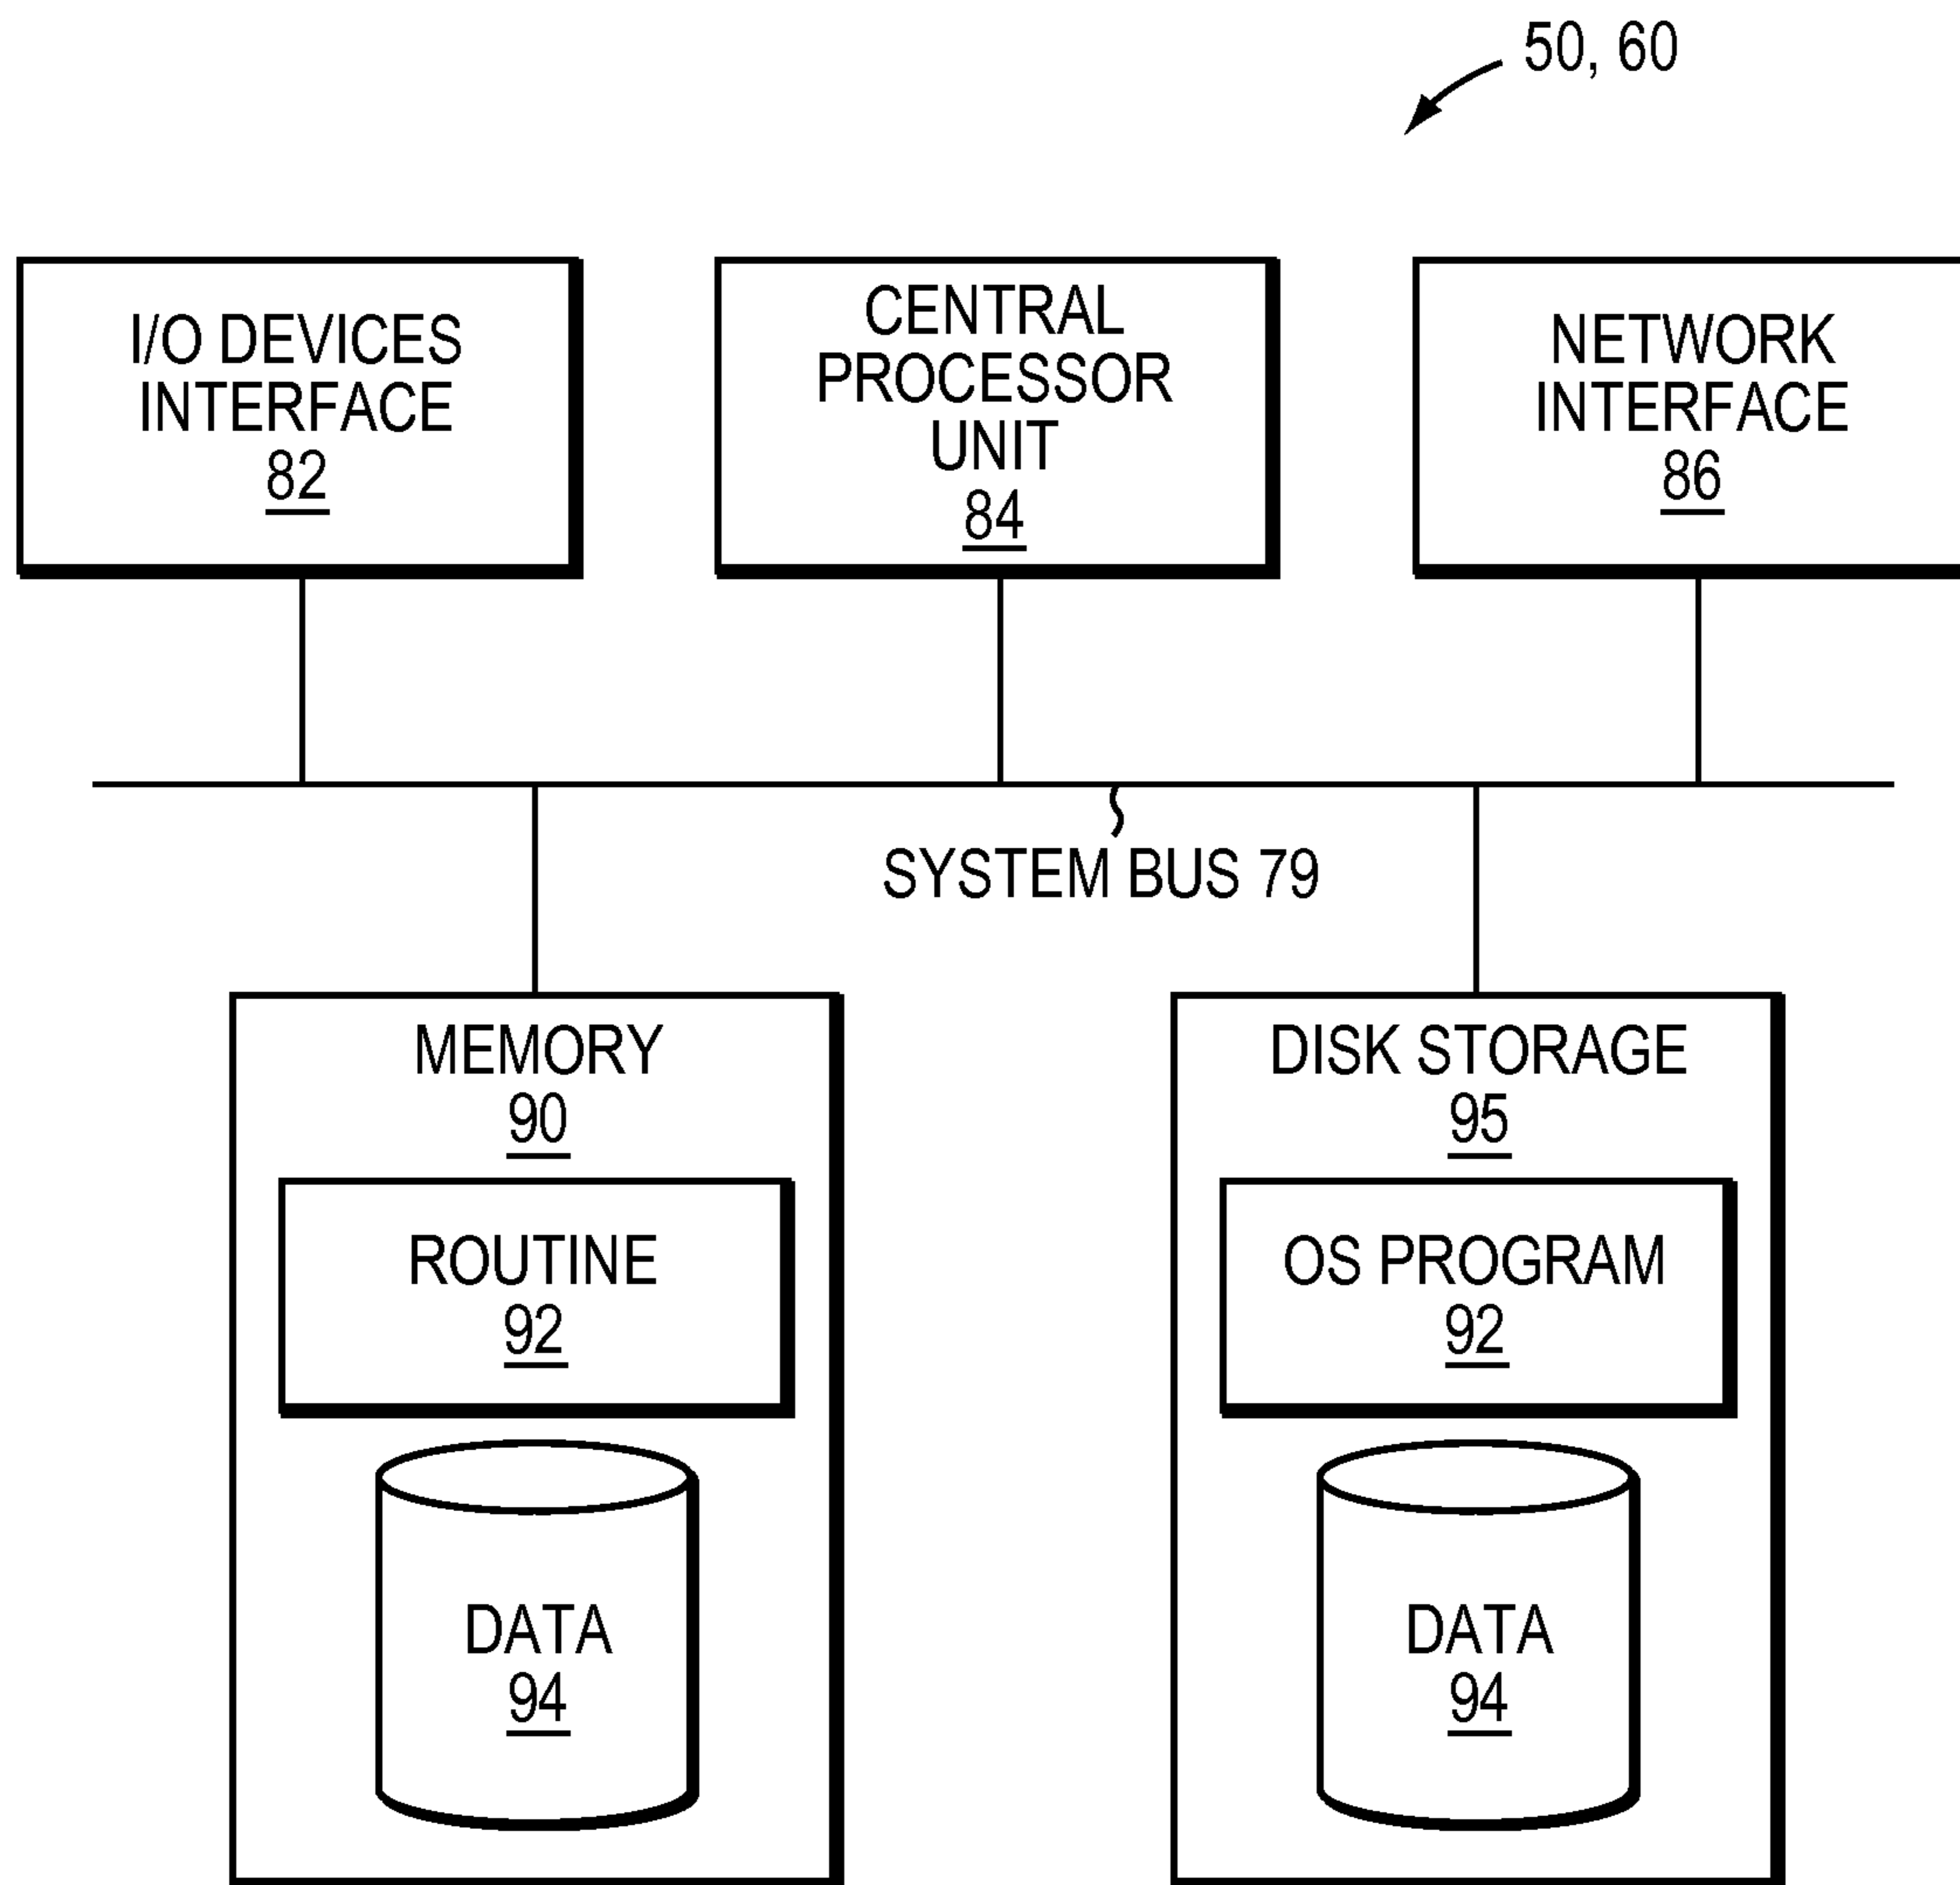 50, 60
I/O DEVICES
INTERFACE
82
CENTRAL
PROCESSOR
UNIT
84
NETWORK
INTERFACE
86
SYSTEM BUS 79
MEMORY
90
ROUTINE
92
DATA
94
DISK STORAGE
95
OS PROGRAM
92
DATA
94